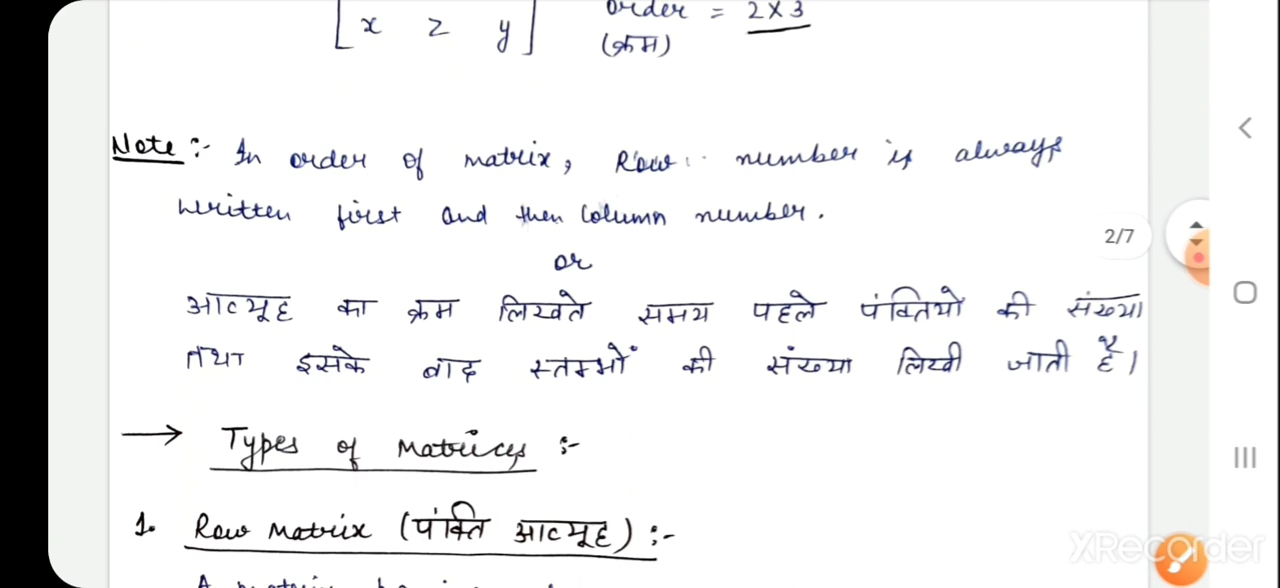 [ x z y ] order = 2 X 3
(क्रम)
Note :- In order of matrix, Row number is always
written first and then column number.
or
2/7
आव्यूह का क्रम लिखते समय पहले पंक्तियो की संख्या
तथा इसके बाद स्तम्भों की संख्या लिखी जाती है।
→ Types of Matrices :-
1. Row Matrix (पंक्ति आव्यूह) :-
A matrix having
XRecorder